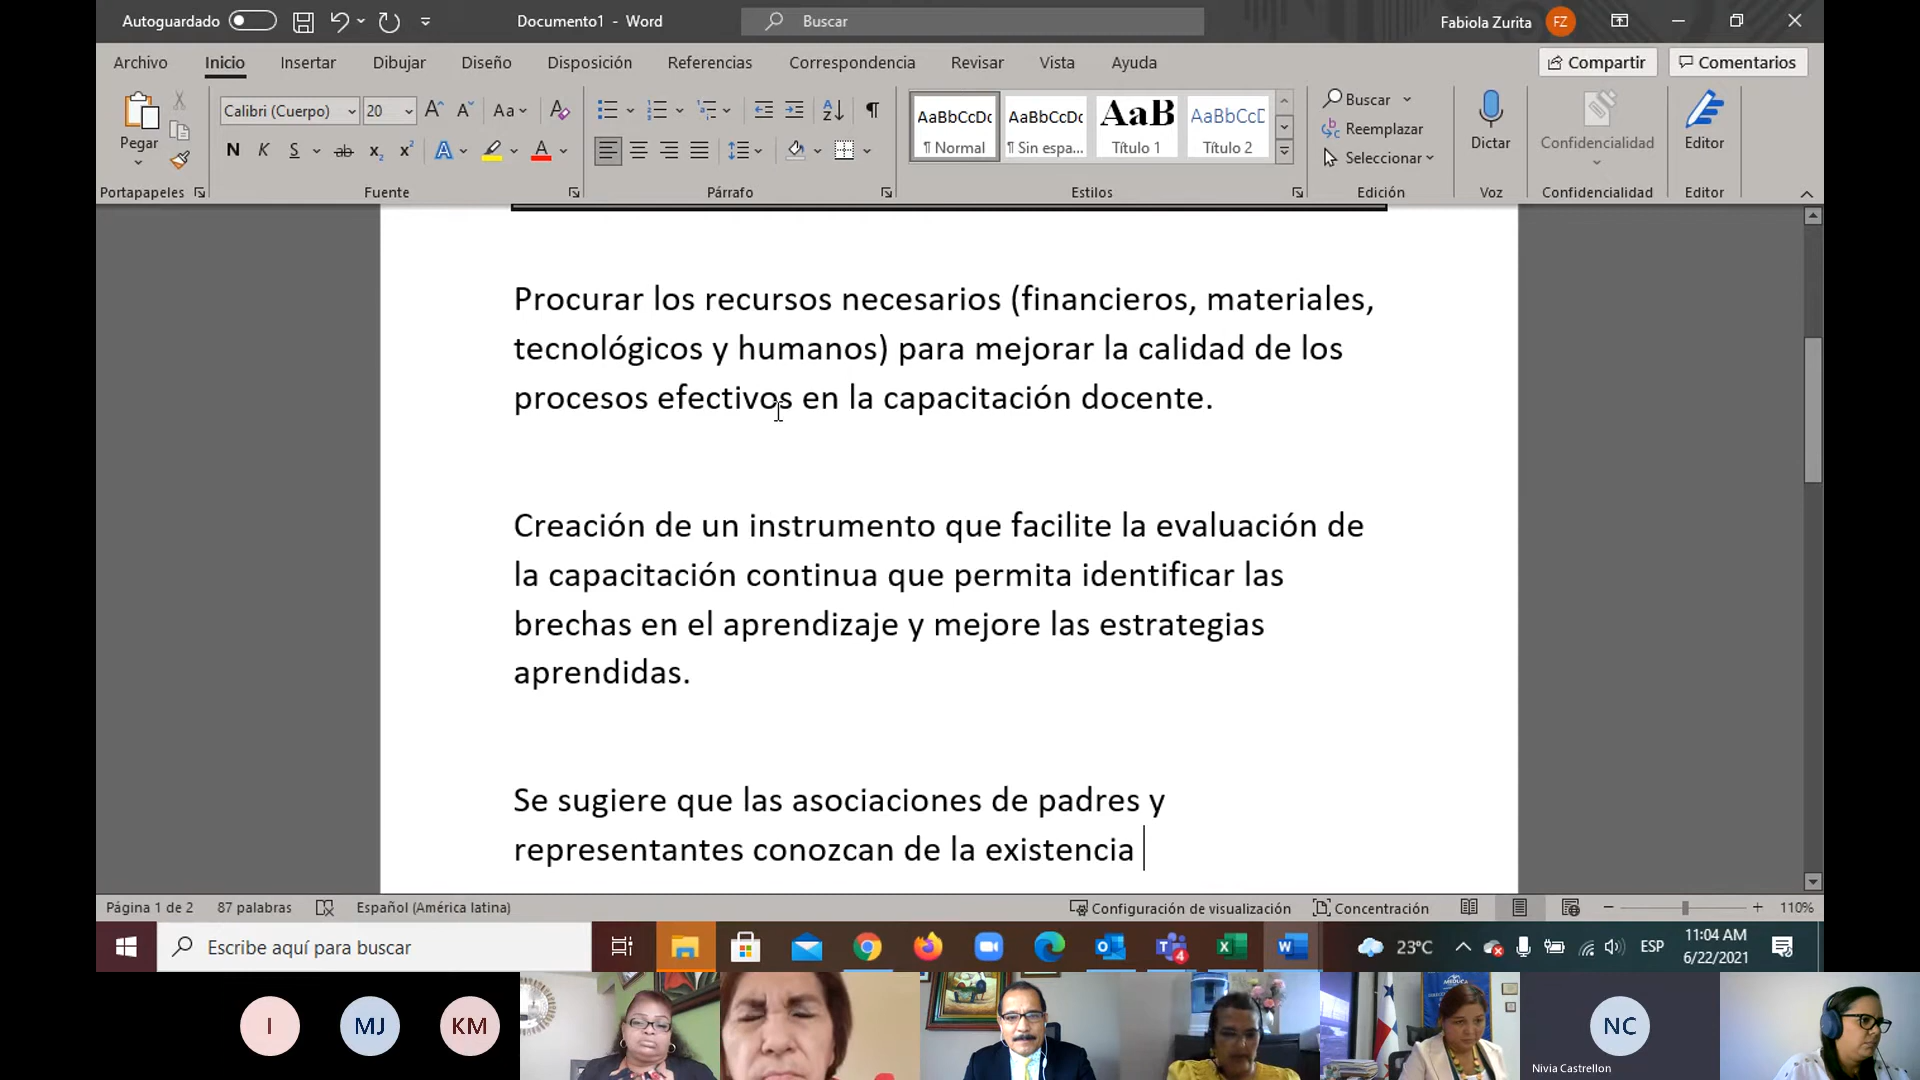 Autoguardado
Documento1 - Word
Buscar
Fabiola Zurita
FZ
Archivo
Inicio
Insertar
Dibujar
Diseño
Disposición
Referencias
Correspondencia
Revisar
Vista
Ayuda
Compartir
Comentarios
Pegar
Portapapeles
Calibri (Cuerpo)
20
Aa
N K S ab x₂ x²
Fuente
Párrafo
AaBbCcDc
¶ Normal
AaBbCcDc
¶ Sin espa...
AaB
Título 1
AaBbCcD
Título 2
Estilos
Buscar
Reemplazar
Seleccionar
Edición
Dictar
Voz
Confidencialidad
Confidencialidad
Editor
Editor
Procurar los recursos necesarios (financieros, materiales,
tecnológicos y humanos) para mejorar la calidad de los
procesos efectivos en la capacitación docente.
Creación de un instrumento que facilite la evaluación de
la capacitación continua que permita identificar las
brechas en el aprendizaje y mejore las estrategias
aprendidas.
Se sugiere que las asociaciones de padres y
representantes conozcan de la existencia
Página 1 de 2
87 palabras
Español (América latina)
Configuración de visualización
Concentración
110%
Escribe aquí para buscar
4
23°C
ESP
11:04 AM
6/22/2021
I
MJ
KM
MEDUCA
NC
Nivia Castrellon